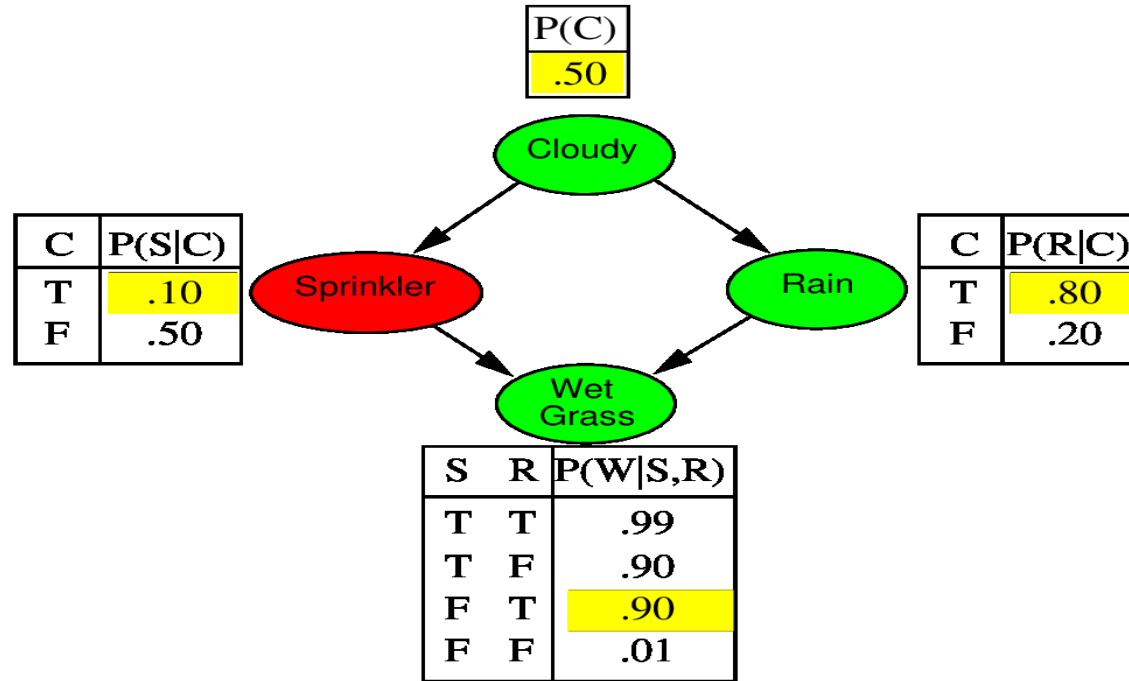 P(C)
.50
Cloudy
C P(S|C)
T .10
F .50
Sprinkler
Rain
C P(R|C)
T .80
F .20
Wet
Grass
S R P(W|S,R)
T T .99
T F .90
F T .90
F F .01